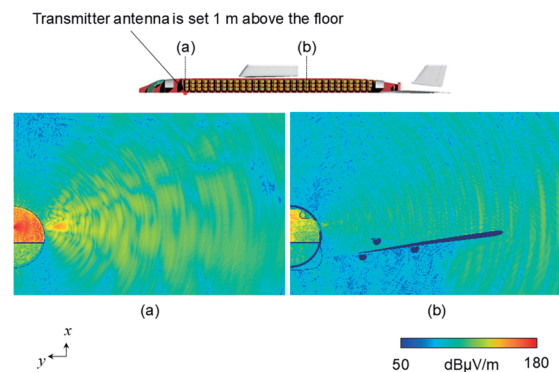 Transmitter antenna is set 1 m above the floor
(a) (b)
(a) (b)
x
y
50 dBµV/m 180